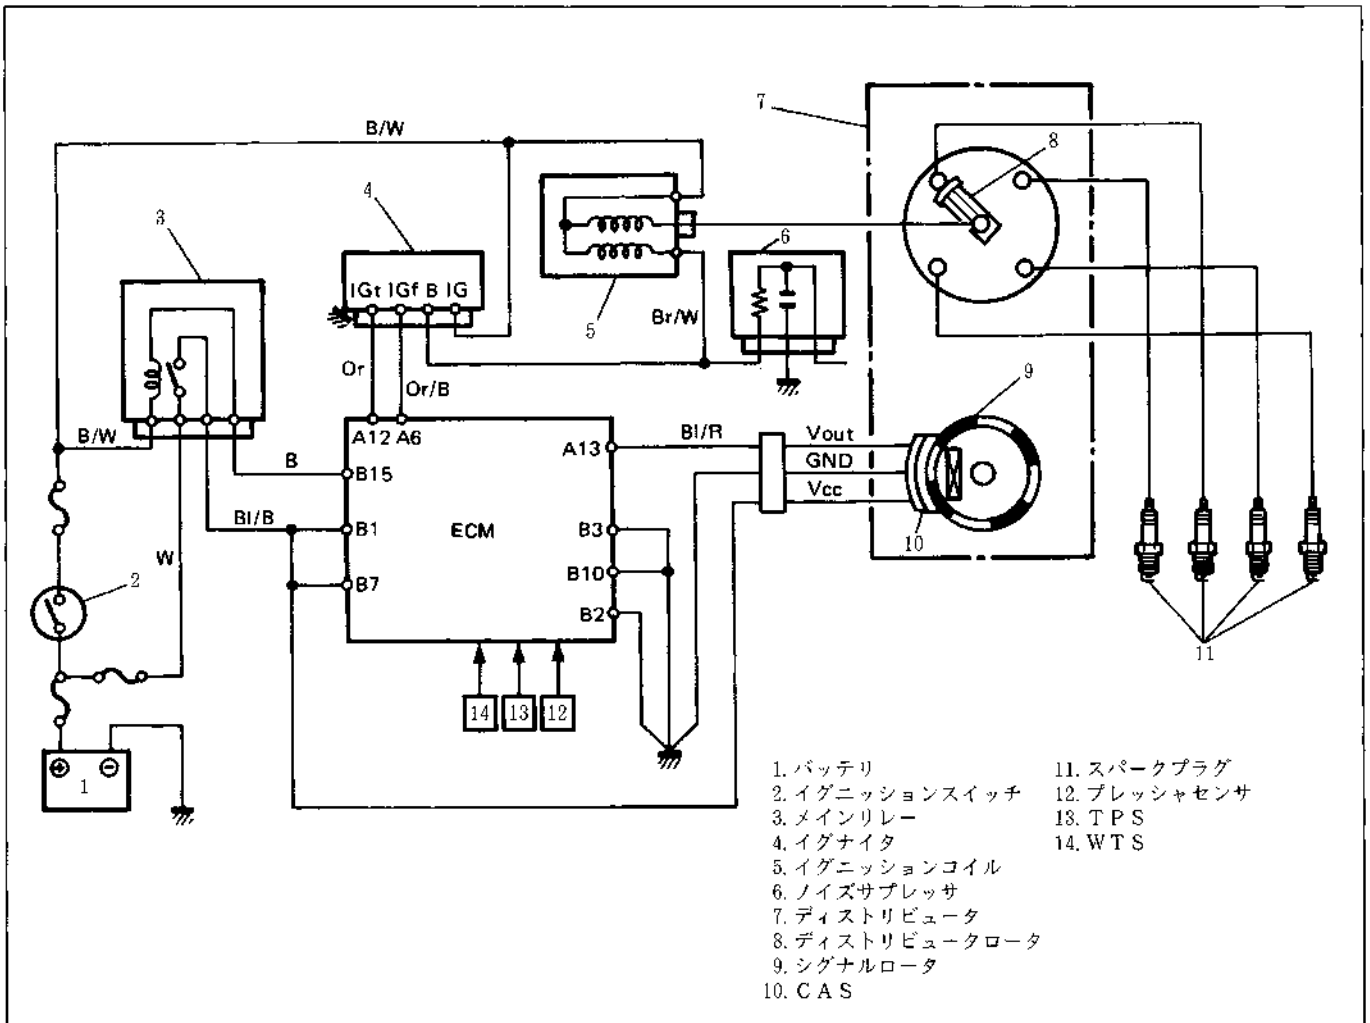 B/W
7
8
3
4
5
6
IGt IGf B IG
Br/W
Or
Or/B
9
B/W
A12 A6
A13
Bl/R
Vout
B
B15
GND
Vcc
Bl/B
B1
ECM
B3
10
W
B10
2
B7
B2
11
14
13
12
1
1. バッテリ
2. イグニッションスイッチ
3. メインリレー
4. イグナイタ
5. イグニッションコイル
6. ノイズサプレッサ
7. ディストリビュータ
8. ディストリビュータロータ
9. シグナルロータ
10. CAS
11. スパークプラグ
12. プレッシャセンサ
13. TPS
14. WTS